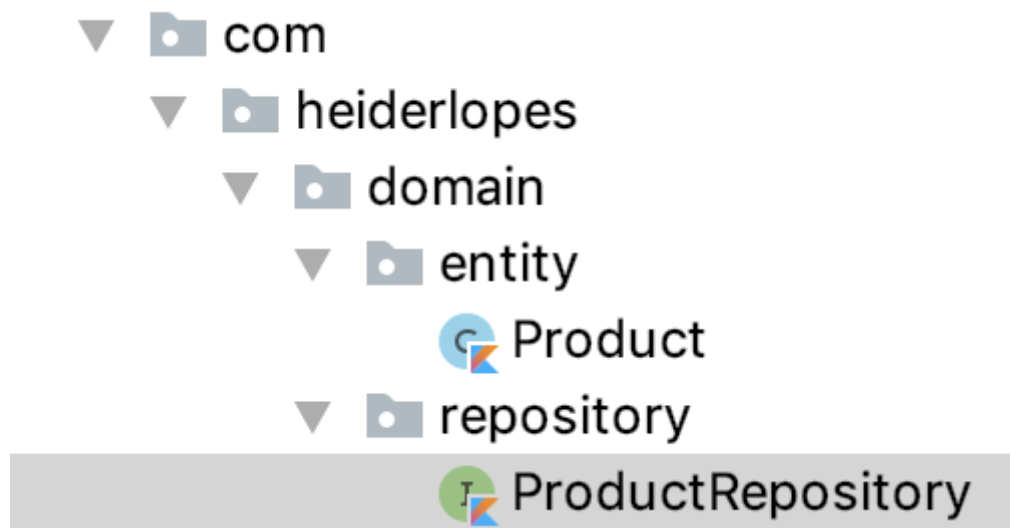 com
heiderlopes
domain
entity
Product
repository
ProductRepository